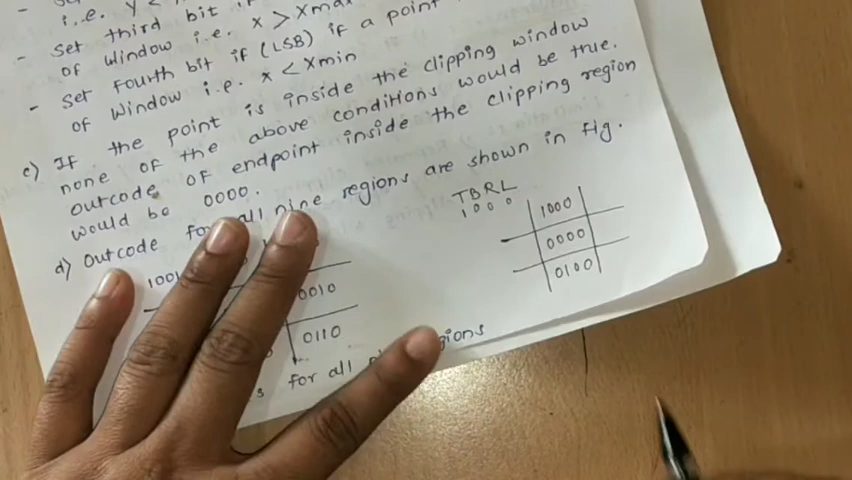 i.e. y <
- set third bit if
of window i.e. x > xmax
- set fourth bit if (LSB) if a point
of window i.e. x < xmin
c) If the point is inside the clipping window
none of the above conditions would be true.
outcode of endpoint inside the clipping region
would be 0000.
d) outcode for all nine regions are shown in fig.
TBRL
1000
1000
0000
0100
100
0010
0110
s for all regions